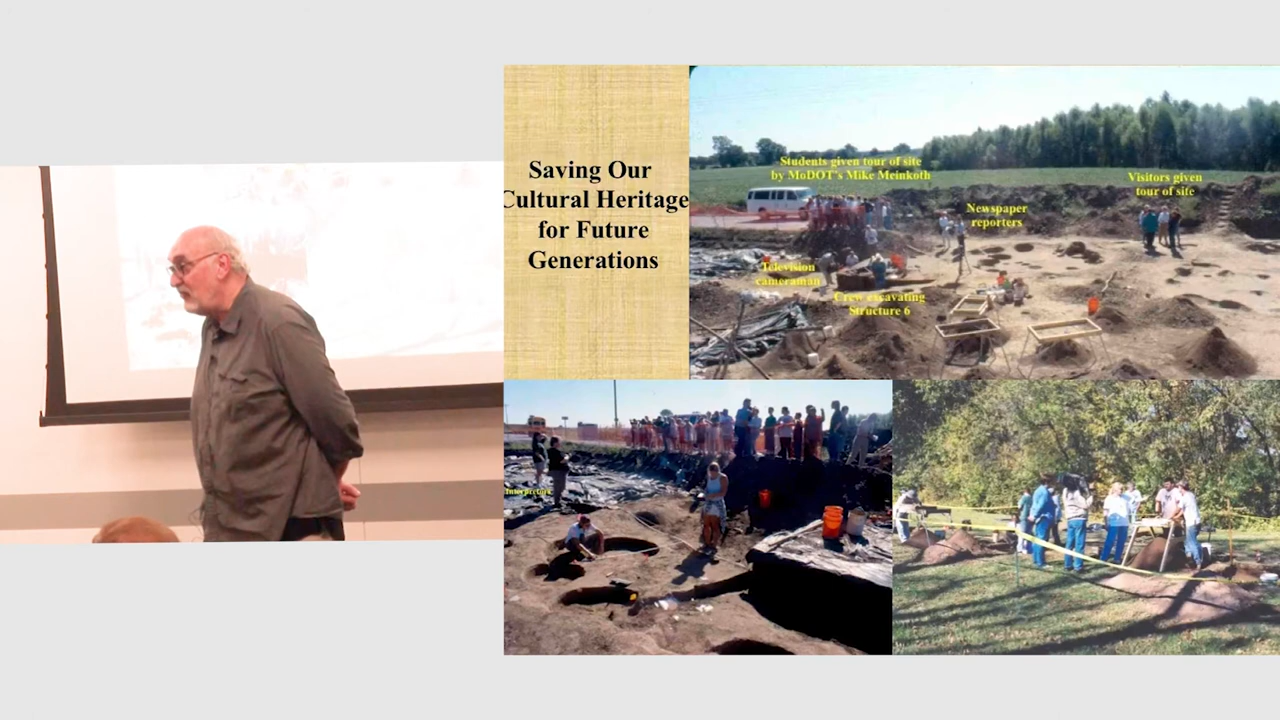 Saving Our
Cultural Heritage
for Future
Generations
Students given tour of site
by MoDOT's Mike Meinkoth
Visitors given
tour of site
Newspaper
reporters
Television
cameraman
Crew excavating
Structure 6
Interpreters